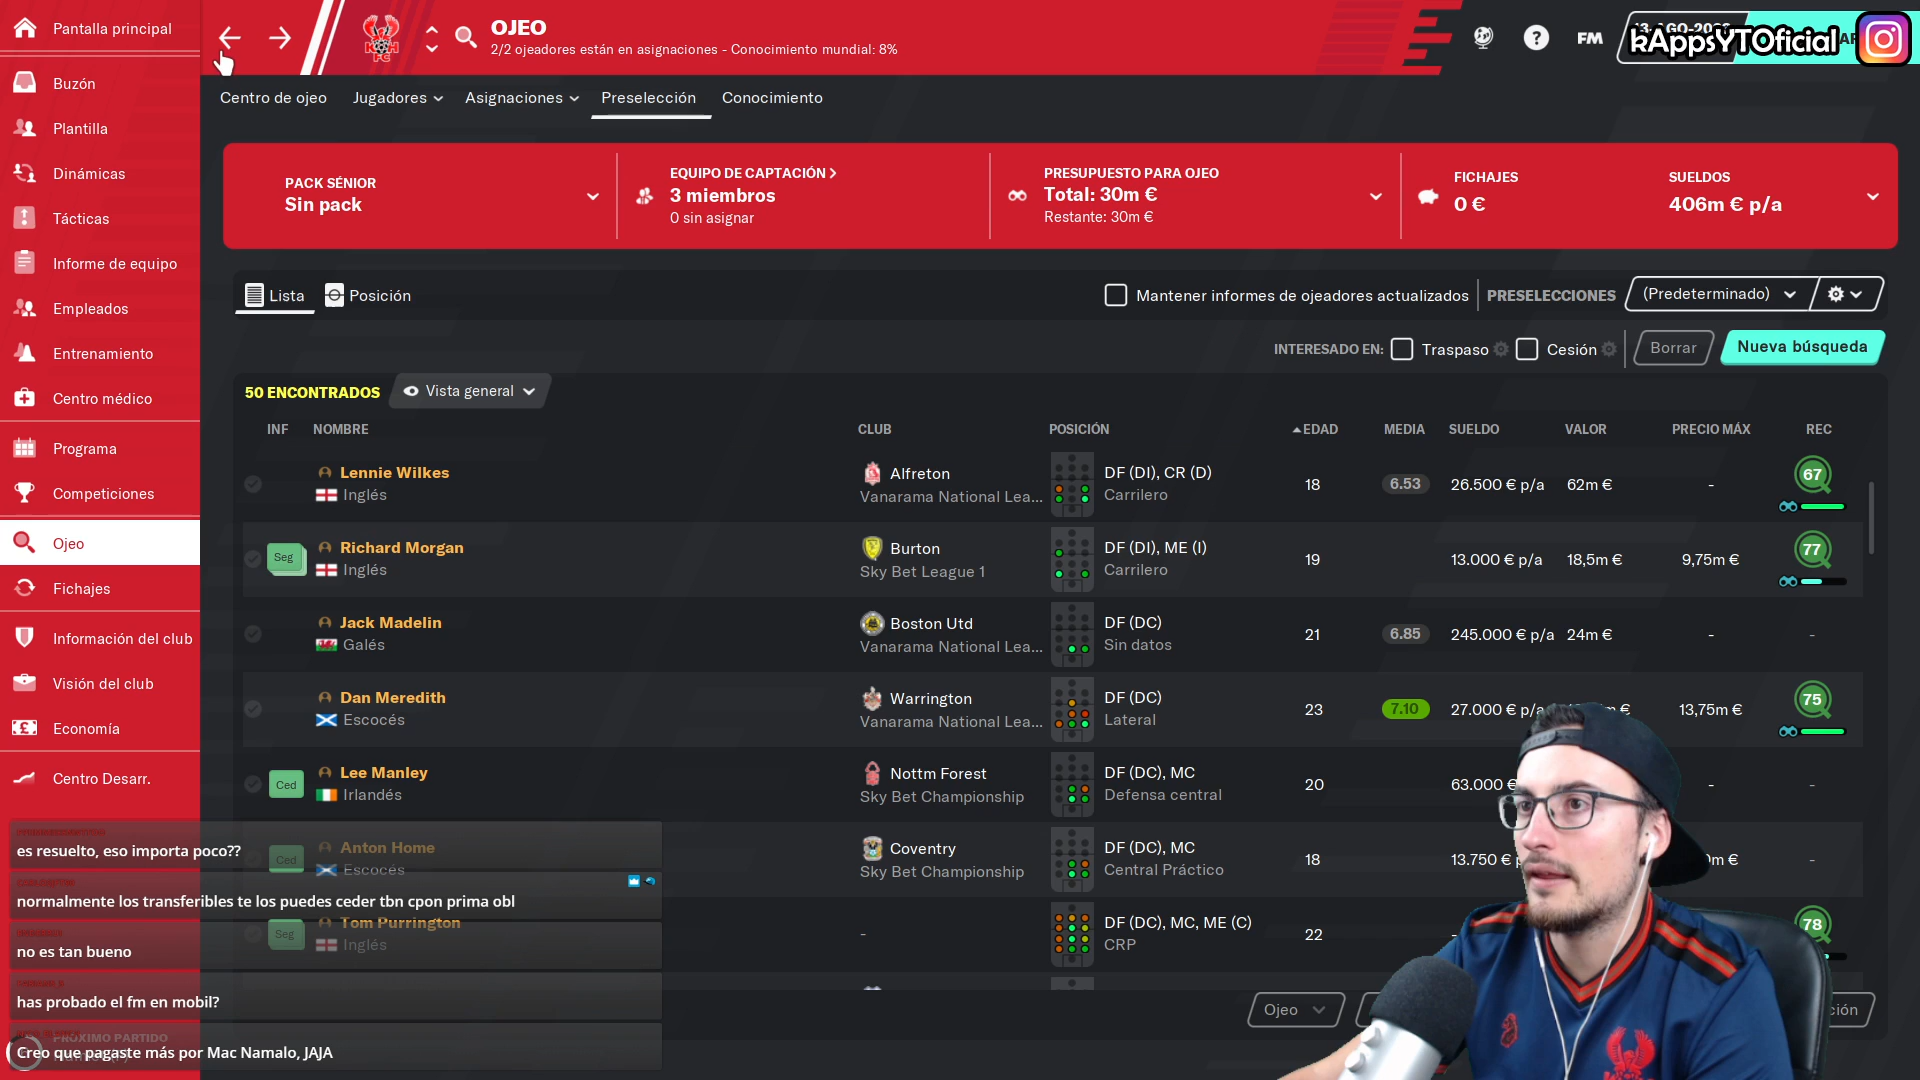 Pantalla principal
Buzón
Plantilla
Dinámicas
Tácticas
Informe de equipo
Empleados
Entrenamiento
Centro médico
Programa
Competiciones
Ojeo
Fichajes
Información del club
Visión del club
Economía
Centro Desarr.
OJEO
2/2 ojeadores están en asignaciones - Conocimiento mundial: 8%
FM
kAppsYTOficial
Centro de ojeo
Jugadores
Asignaciones
Preselección
Conocimiento
PACK SÉNIOR
Sin pack
EQUIPO DE CAPTACIÓN
3 miembros
0 sin asignar
PRESUPUESTO PARA OJEO
Total: 30m €
Restante: 30m €
FICHAJES
0 €
SUELDOS
406m € p/a
Lista
Posición
Mantener informes de ojeadores actualizados
PRESELECCIONES
(Predeterminado)
INTERESADO EN:
Traspaso
Cesión
Borrar
Nueva búsqueda
50 ENCONTRADOS
Vista general
INF NOMBRE CLUB POSICIÓN EDAD MEDIA SUELDO VALOR PRECIO MÁX REC
Lennie Wilkes Alfreton DF (DI), CR (D) 18 6.53 26.500 € p/a 62m € - 67
Inglés Vanarama National Lea... Carrilero
Seg Richard Morgan Burton DF (DI), ME (I) 19 13.000 € p/a 18,5m € 9,75m € 77
Inglés Sky Bet League 1 Carrilero
Jack Madelin Boston Utd DF (DC) 21 6.85 245.000 € p/a 24m € - -
Galés Vanarama National Lea... Sin datos
Dan Meredith Warrington DF (DC) 23 7.10 27.000 € p/a 13,75m € 75
Escocés Vanarama National Lea... Lateral
Ced Lee Manley Nottm Forest DF (DC), MC 20 63.000 € - -
Irlandés Sky Bet Championship Defensa central
Ced Anton Home Coventry DF (DC), MC 18 13.750 € -
Escocés Sky Bet Championship Central Práctico
Seg Tom Purrington - DF (DC), MC, ME (C) 22 - 78
Inglés CRP
Ojeo
es resuelto, eso importa poco??
normalmente los transferibles te los puedes ceder tbn cpon prima obl
no es tan bueno
has probado el fm en mobil?
PRÓXIMO PARTIDO
Creo que pagaste más por Mac Namalo, JAJA